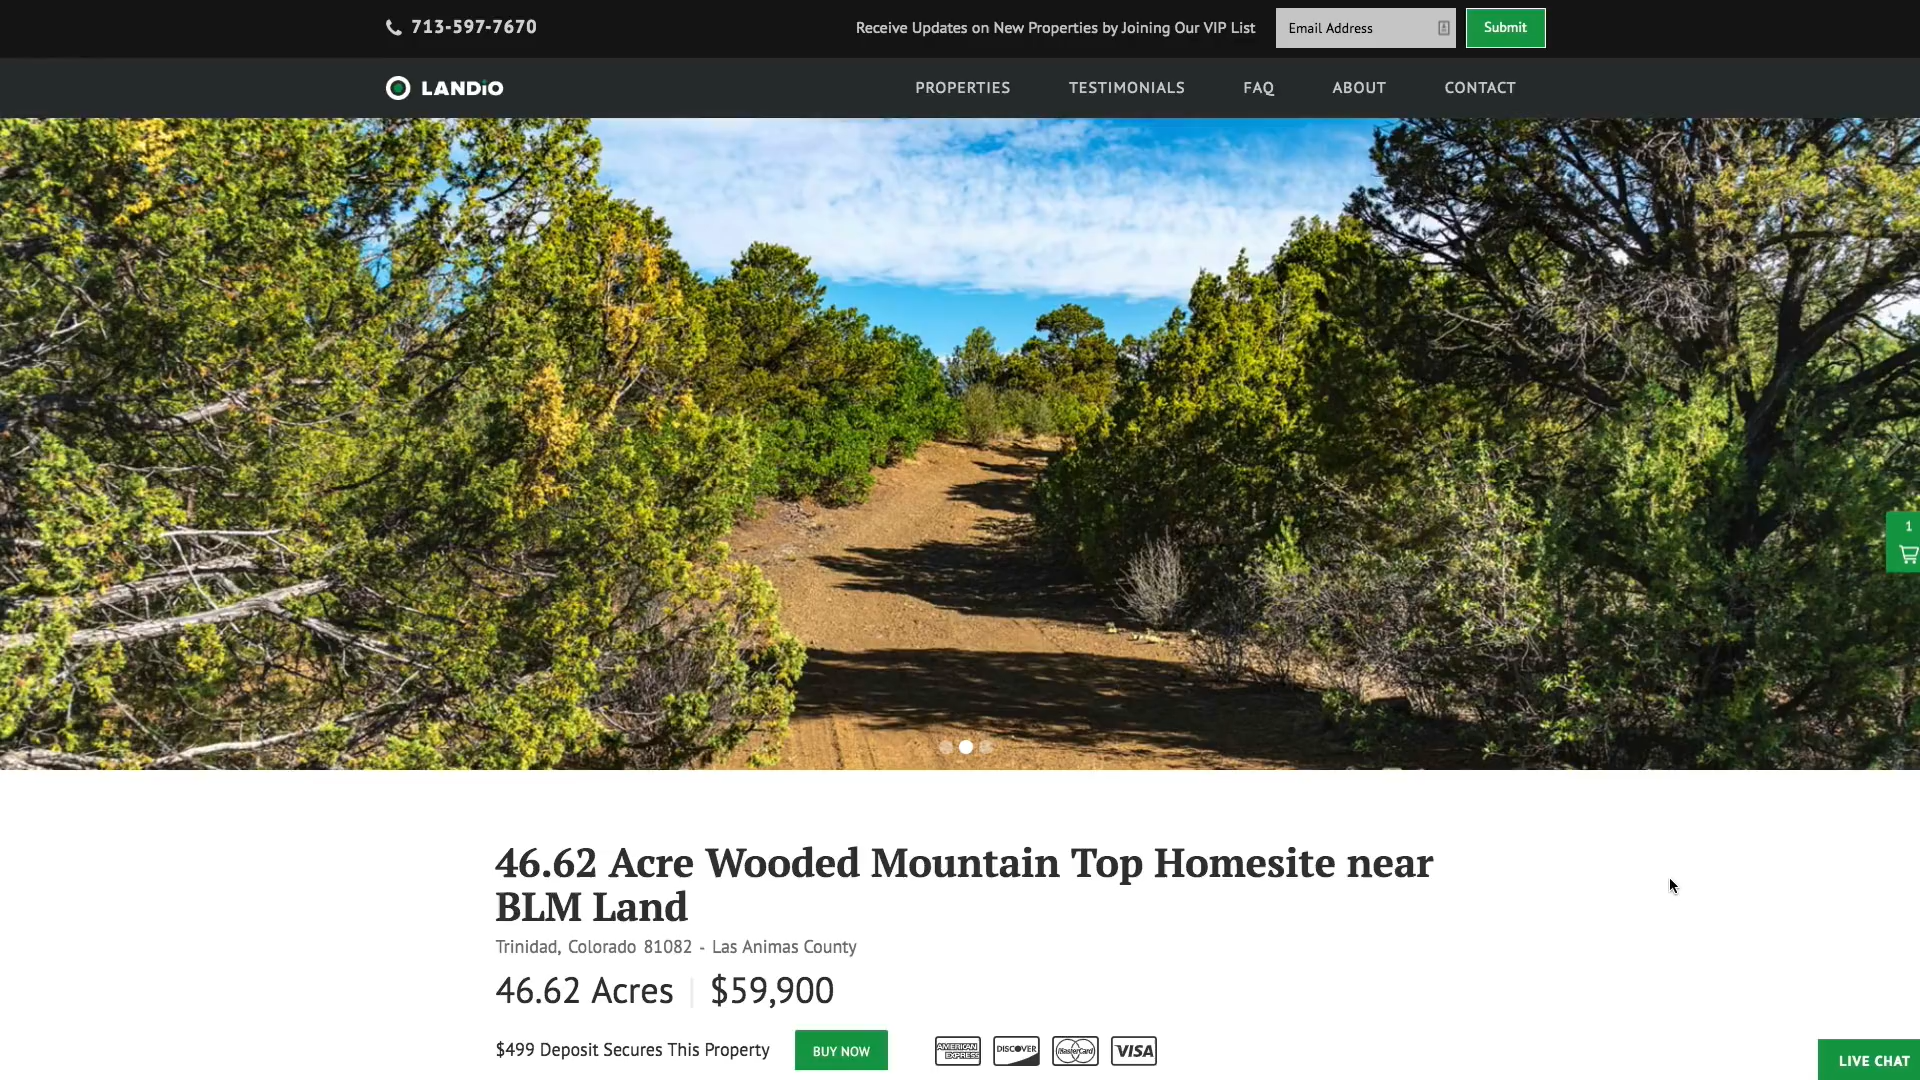 713-597-7670
Receive Updates on New Properties by Joining Our VIP List
Email Address
Submit
LANDiO
PROPERTIES
TESTIMONIALS
FAQ
ABOUT
CONTACT
1
46.62 Acre Wooded Mountain Top Homesite near
BLM Land
Trinidad, Colorado 81082 - Las Animas County
46.62 Acres | $59,900
$499 Deposit Secures This Property
BUY NOW
AMERICAN
EXPRESS
DISCOVER
MasterCard
VISA
LIVE CHAT